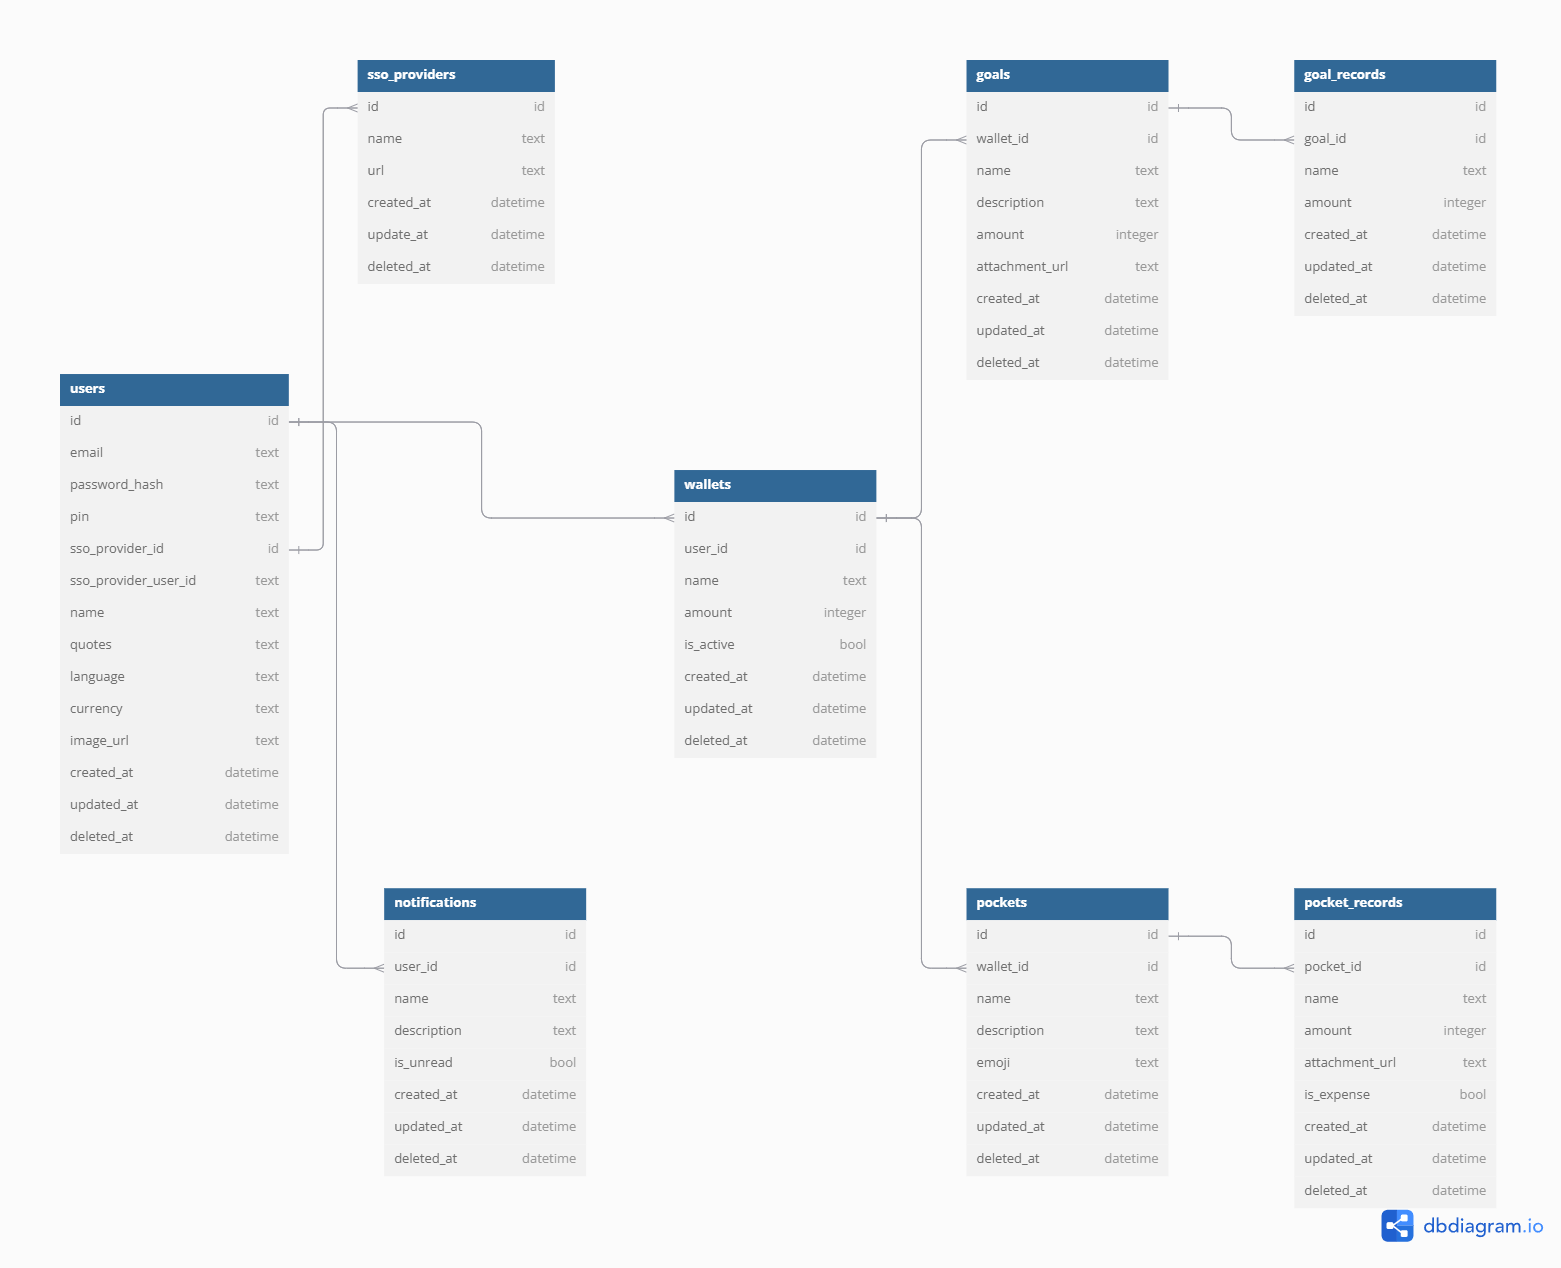 sso_providers
id id
name text
url text
created_at datetime
update_at datetime
deleted_at datetime
goals
id id
wallet_id id
name text
description text
amount integer
attachment_url text
created_at datetime
updated_at datetime
deleted_at datetime
goal_records
id id
goal_id id
name text
amount integer
created_at datetime
updated_at datetime
deleted_at datetime
users
id id
email text
password_hash text
pin text
sso_provider_id id
sso_provider_user_id text
name text
quotes text
language text
currency text
image_url text
created_at datetime
updated_at datetime
deleted_at datetime
wallets
id id
user_id id
name text
amount integer
is_active bool
created_at datetime
updated_at datetime
deleted_at datetime
notifications
id id
user_id id
name text
description text
is_unread bool
created_at datetime
updated_at datetime
deleted_at datetime
pockets
id id
wallet_id id
name text
description text
emoji text
created_at datetime
updated_at datetime
deleted_at datetime
pocket_records
id id
pocket_id id
name text
amount integer
attachment_url text
is_expense bool
created_at datetime
updated_at datetime
deleted_at datetime
dbdiagram.io